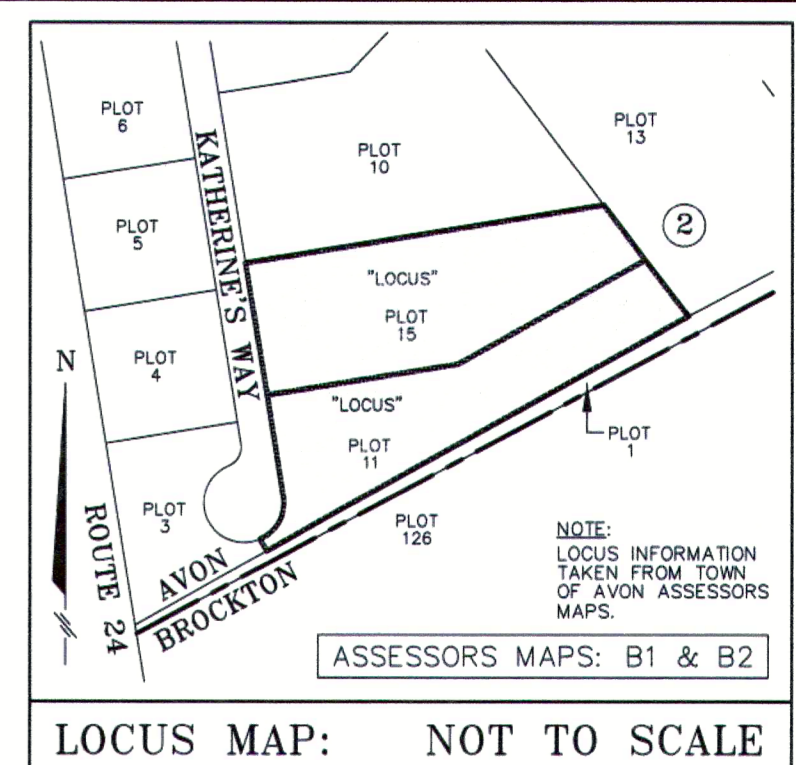 PLOT
6
PLOT
10
PLOT
13
KATHERINE'S WAY
PLOT
5
2
"LOCUS"
PLOT
15
PLOT
4
N
"LOCUS"
PLOT
11
PLOT
1
PLOT
3
PLOT
126
ROUTE 24
AVON
BROCKTON
NOTE:
LOCUS INFORMATION
TAKEN FROM TOWN
OF AVON ASSESSORS
MAPS.
ASSESSORS MAPS: B1 & B2
LOCUS MAP: NOT TO SCALE